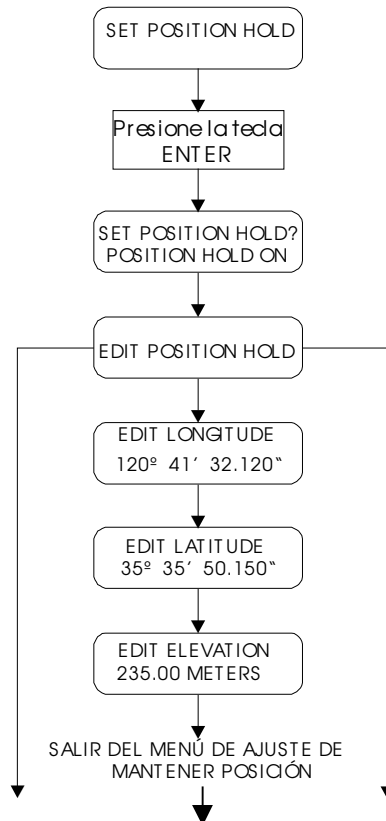 SET POSITION HOLD
Presione la tecla
ENTER
SET POSITION HOLD?
POSITION HOLD ON
EDIT POSITION HOLD
EDIT LONGITUDE
120º 41´ 32.120“
EDIT LATITUDE
35º 35´ 50.150“
EDIT ELEVATION
235.00 METERS
SALIR DEL MENÚ DE AJUSTE DE
MANTENER POSICIÓN